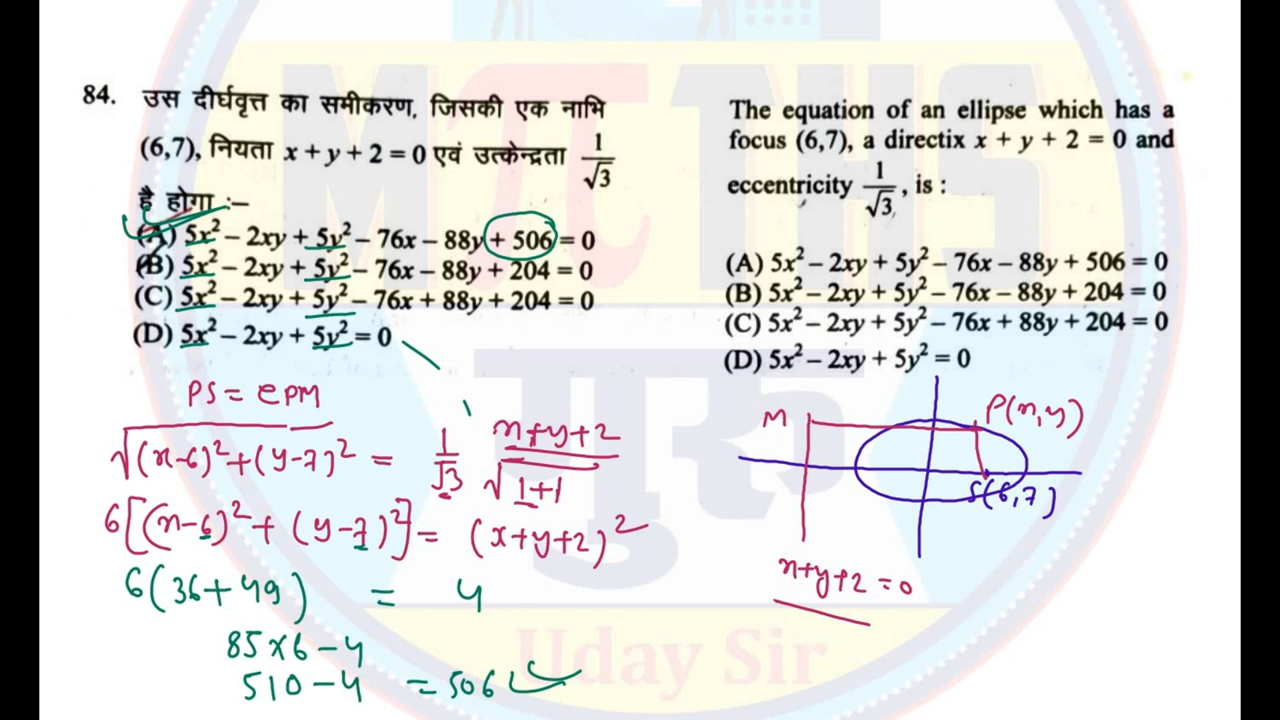 84. उस दीर्घवृत्त का समीकरण, जिसकी एक नाभि
(6,7), नियता x + y + 2 = 0 एवं उत्केन्द्रता 1/√3
है होगा :–
(A) 5x² – 2xy + 5y² – 76x – 88y + 506 = 0
(B) 5x² – 2xy + 5y² – 76x – 88y + 204 = 0
(C) 5x² – 2xy + 5y² – 76x + 88y + 204 = 0
(D) 5x² – 2xy + 5y² = 0
The equation of an ellipse which has a
focus (6,7), a directix x + y + 2 = 0 and
eccentricity 1/√3, is :
(A) 5x² – 2xy + 5y² – 76x – 88y + 506 = 0
(B) 5x² – 2xy + 5y² – 76x – 88y + 204 = 0
(C) 5x² – 2xy + 5y² – 76x + 88y + 204 = 0
(D) 5x² – 2xy + 5y² = 0
PS = ePM
√(x-6)²+(y-7)² = 1/√3 x+y+2/√1+1
6[(x-6)²+(y-7)²] = (x+y+2)²
6(36+49) = 4
85×6-4
510-4 = 506
M
P(x,y)
S(6,7)
x+y+2=0
MATHS
गुरु
Uday Sir